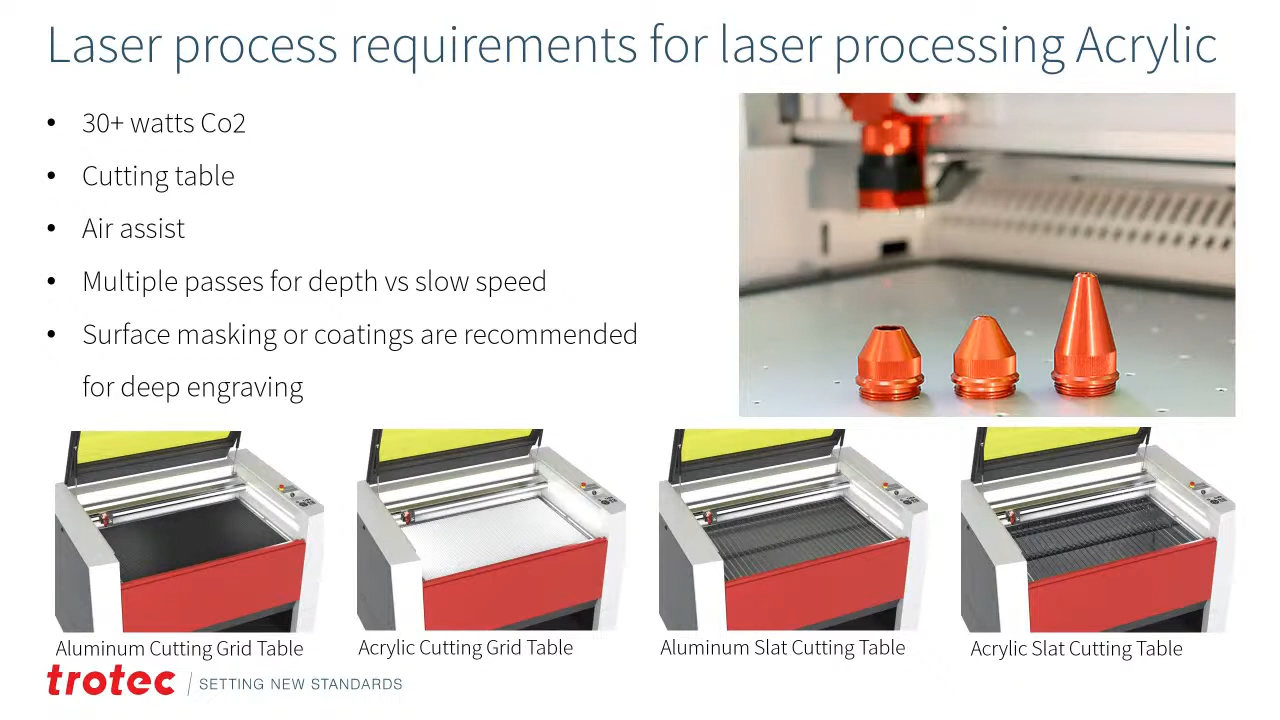 Laser process requirements for laser processing Acrylic
• 30+ watts Co2
• Cutting table
• Air assist
• Multiple passes for depth vs slow speed
• Surface masking or coatings are recommended
for deep engraving
Aluminum Cutting Grid Table
Acrylic Cutting Grid Table
Aluminum Slat Cutting Table
Acrylic Slat Cutting Table
trotec | SETTING NEW STANDARDS